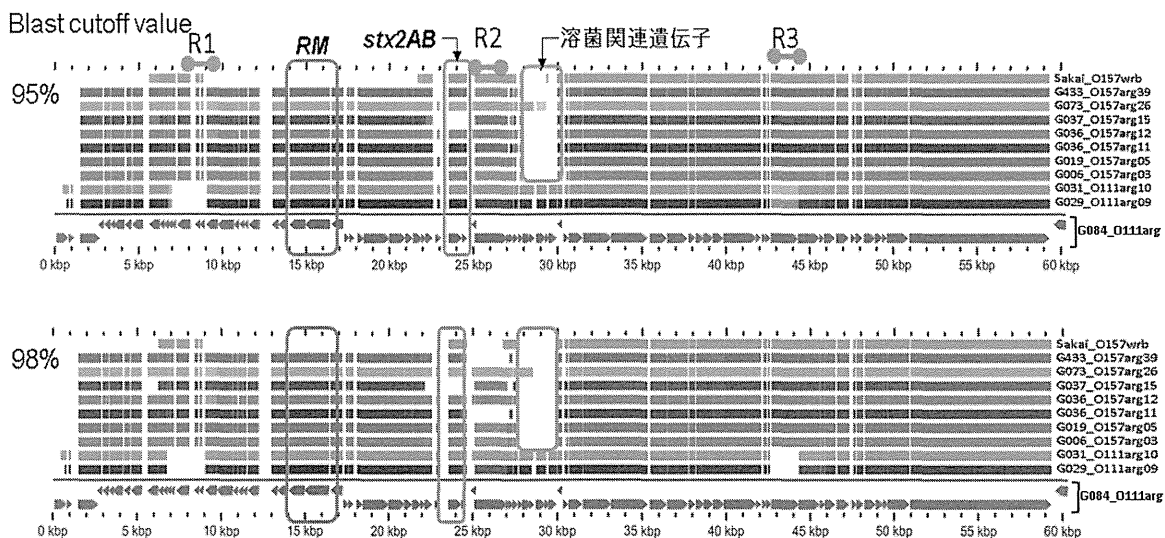 Blast cutoff value
R1
RM
stx2AB
R2
溶菌関連遺伝子
R3
95%
Sakai_O157wrb
G433_O157arg39
G073_O157arg26
G037_O157arg15
G036_O157arg12
G036_O157arg11
G019_O157arg05
G006_O157arg03
G031_O111arg10
G029_O111arg09
G084_O111arg
0 kbp 5 kbp 10 kbp 15 kbp 20 kbp 25 kbp 30 kbp 35 kbp 40 kbp 45 kbp 50 kbp 55 kbp 60 kbp
98%
Sakai_O157wrb
G433_O157arg39
G073_O157arg26
G037_O157arg15
G036_O157arg12
G036_O157arg11
G019_O157arg05
G006_O157arg03
G031_O111arg10
G029_O111arg09
G084_O111arg
0 kbp 5 kbp 10 kbp 15 kbp 20 kbp 25 kbp 30 kbp 35 kbp 40 kbp 45 kbp 50 kbp 55 kbp 60 kbp